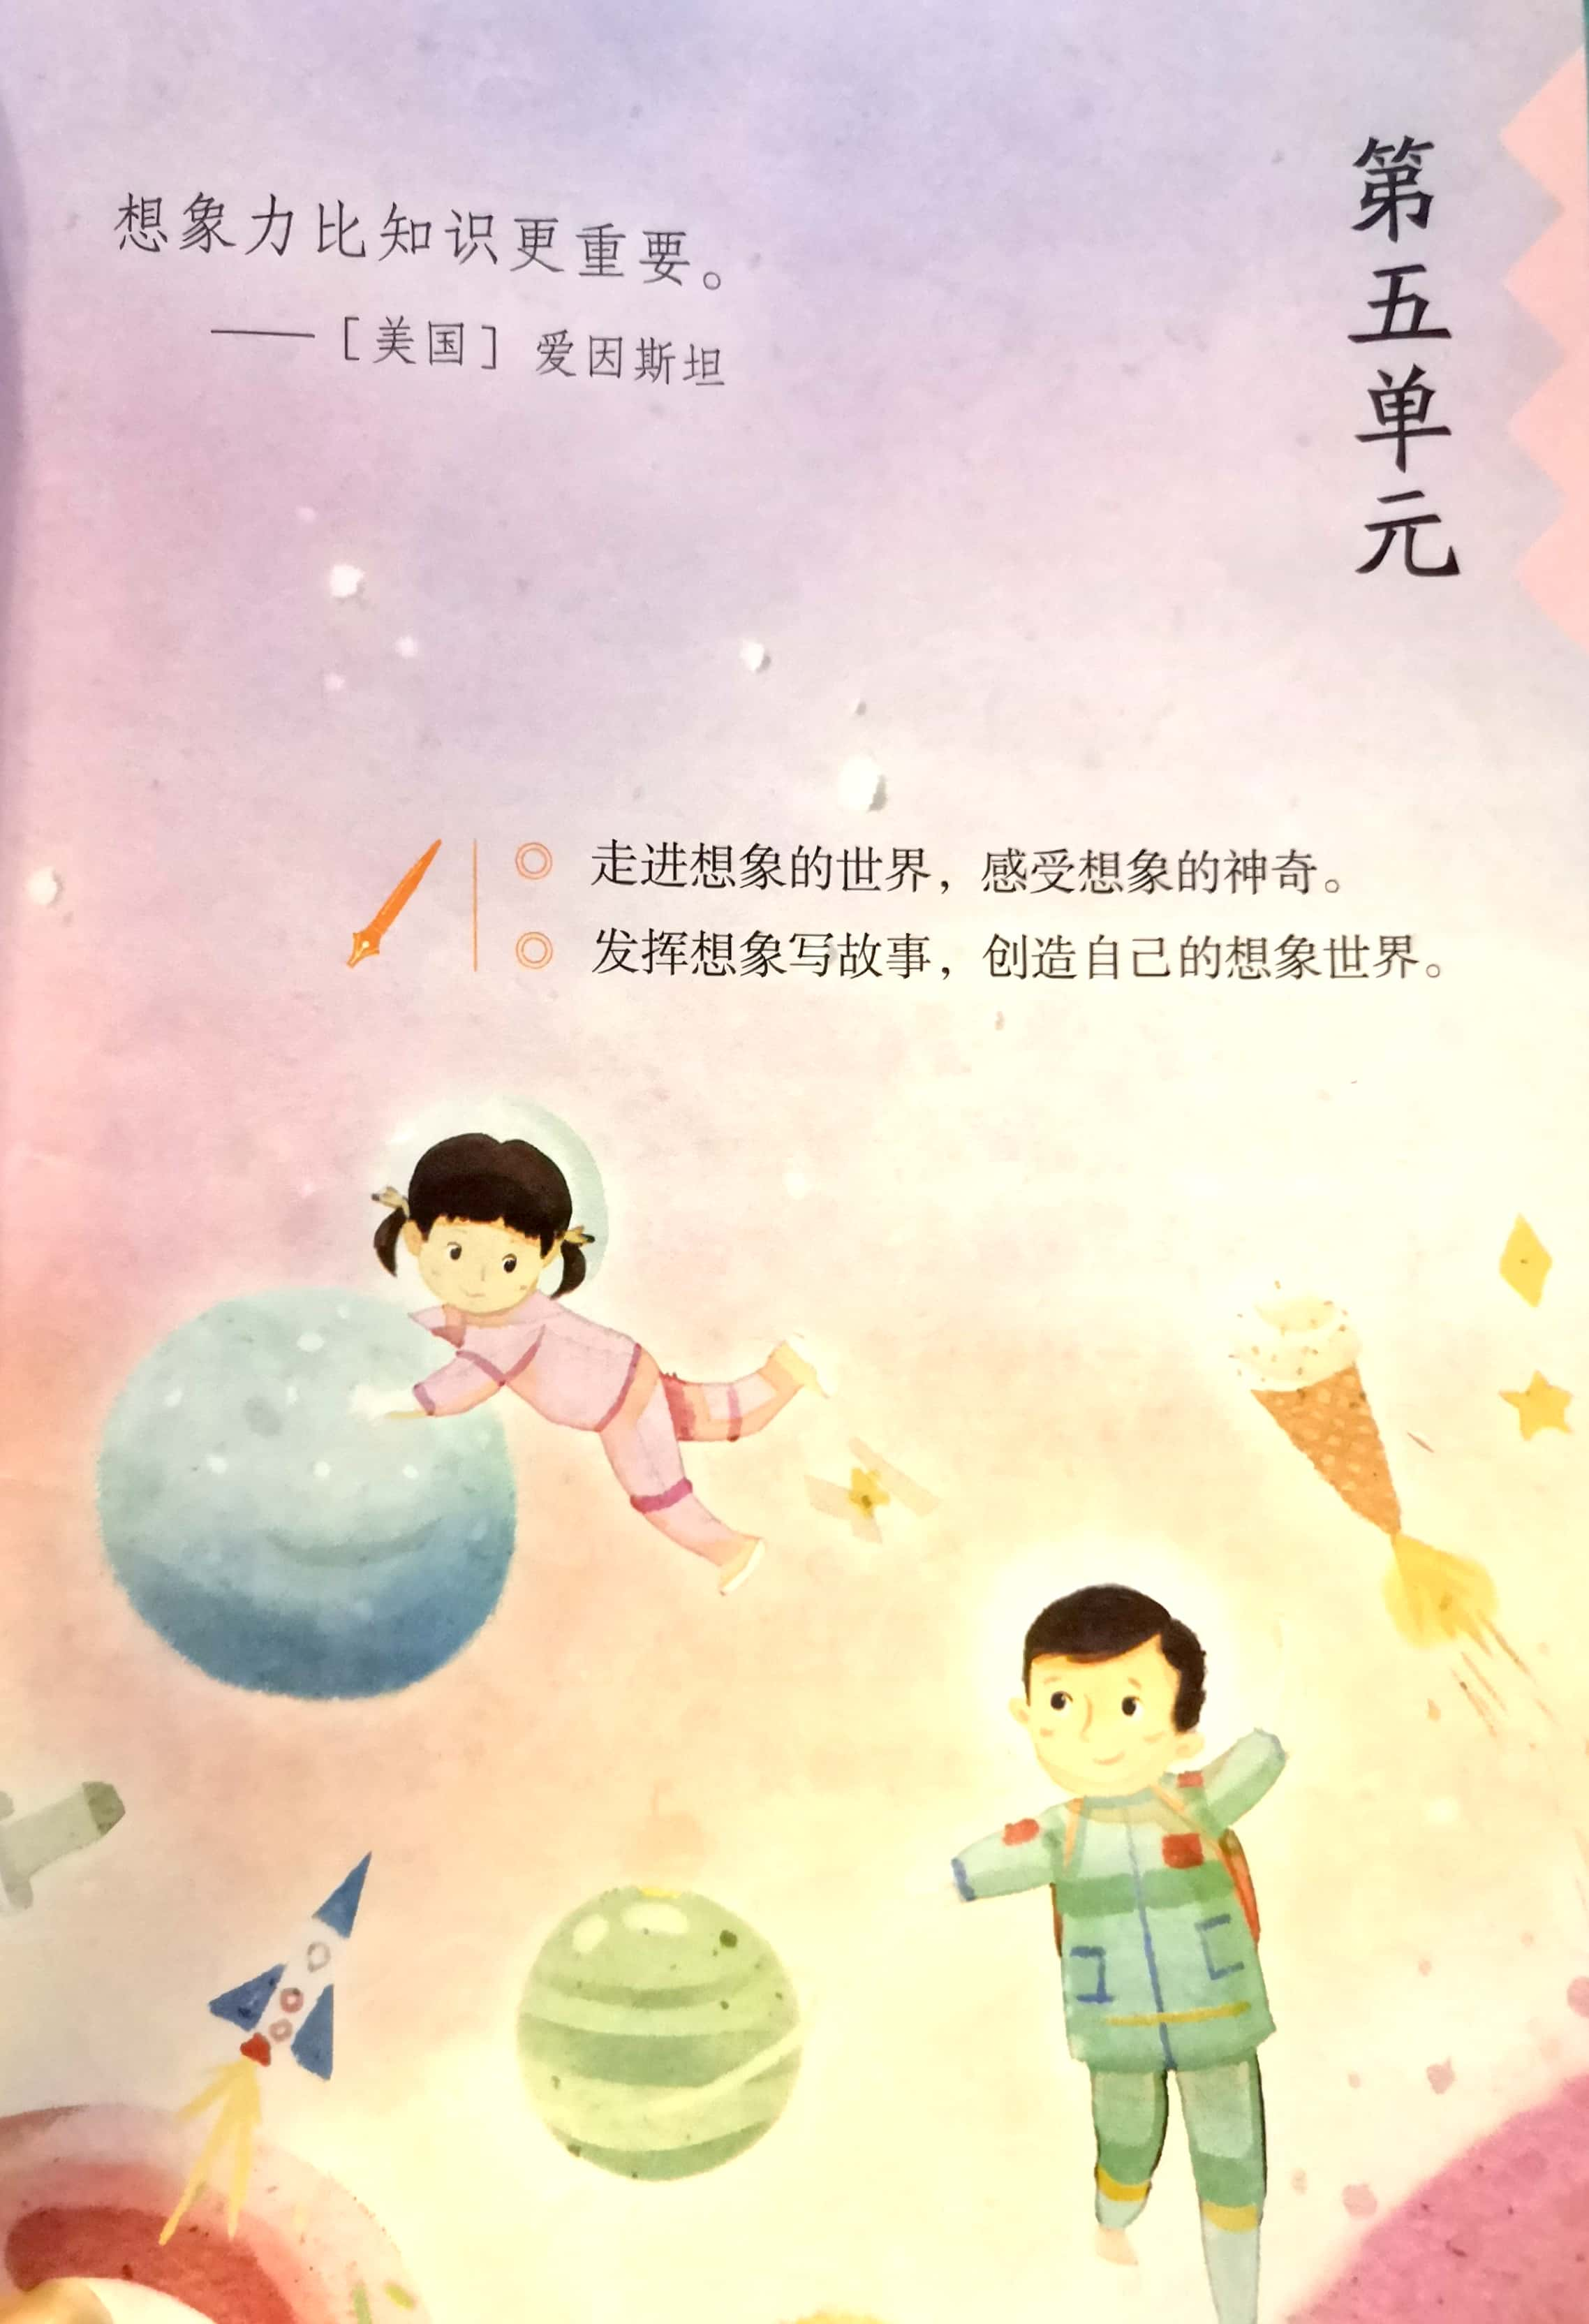 第五单元
想象力比知识更重要。
——［美国］爱因斯坦
走进想象的世界，感受想象的神奇。
发挥想象写故事，创造自己的想象世界。